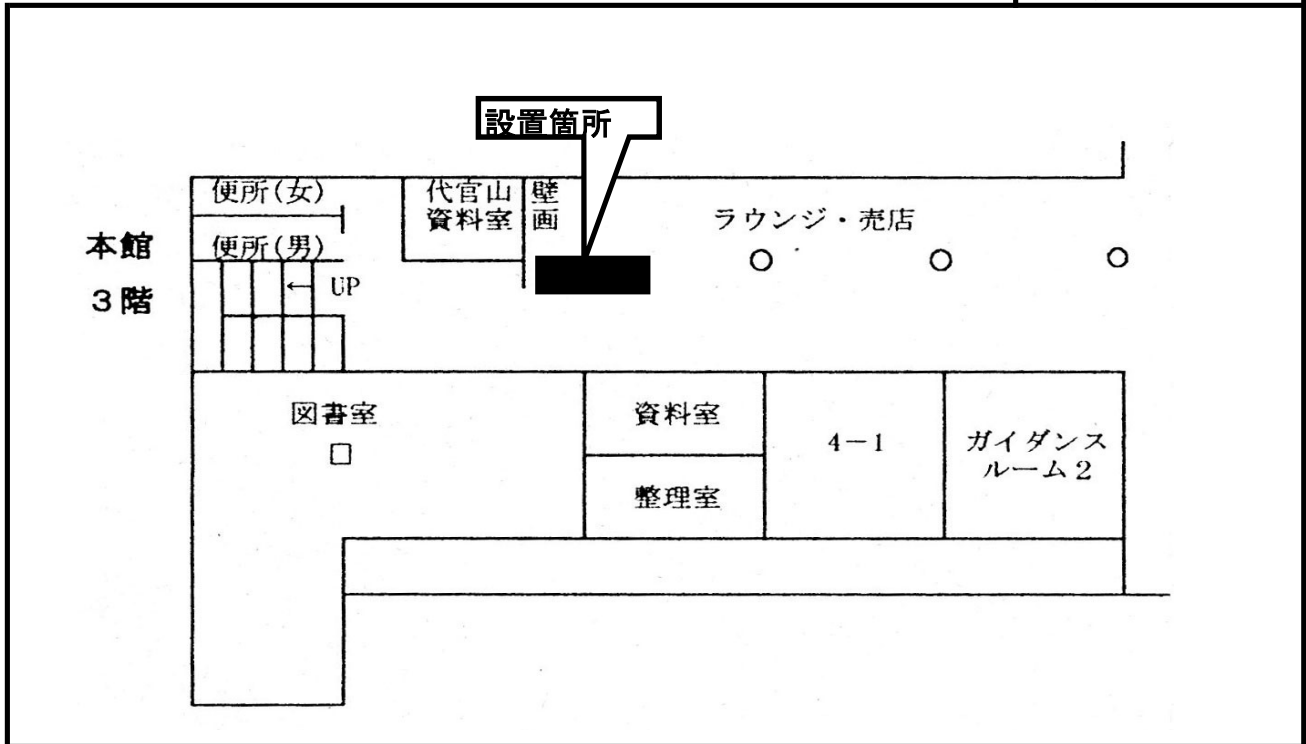 設置箇所
本館
３階
便所(女)
便所(男)
← UP
代官山
資料室
壁画
ラウンジ・売店
図書室
資料室
整理室
4－1
ガイダンス
ルーム２